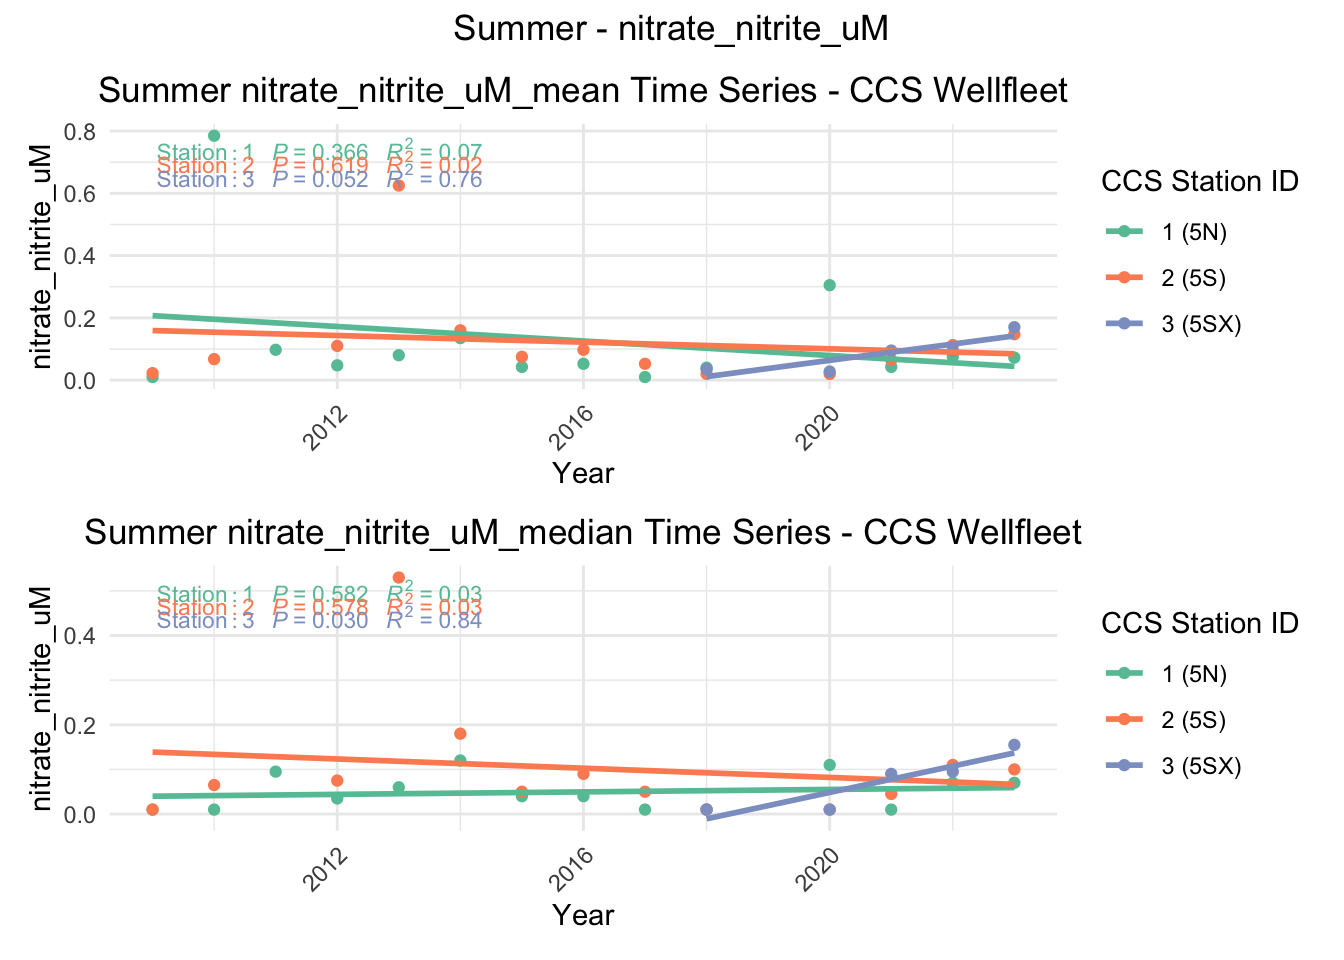 Summer - nitrate_nitrite_uM
Summer nitrate_nitrite_uM_mean Time Series - CCS Wellfleet
nitrate_nitrite_uM
0.8
0.6
0.4
0.2
0.0
Station : 1 P = 0.366 R² = 0.07
Station : 2 P = 0.619 R² = 0.02
Station : 3 P = 0.052 R² = 0.76
2012
2016
2020
Year
CCS Station ID
1 (5N)
2 (5S)
3 (5SX)
Summer nitrate_nitrite_uM_median Time Series - CCS Wellfleet
nitrate_nitrite_uM
0.4
0.2
0.0
Station : 1 P = 0.582 R² = 0.03
Station : 2 P = 0.578 R² = 0.03
Station : 3 P = 0.030 R² = 0.84
2012
2016
2020
Year
CCS Station ID
1 (5N)
2 (5S)
3 (5SX)